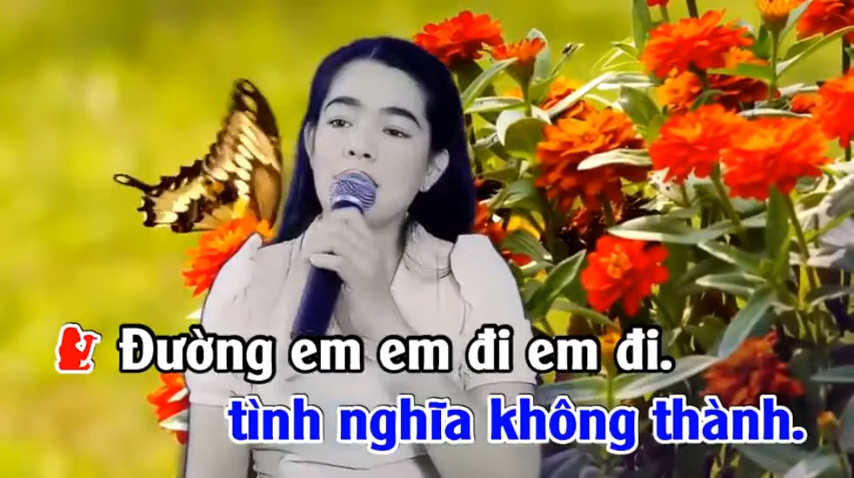 Đường em em đi em đi.
tình nghĩa không thành.